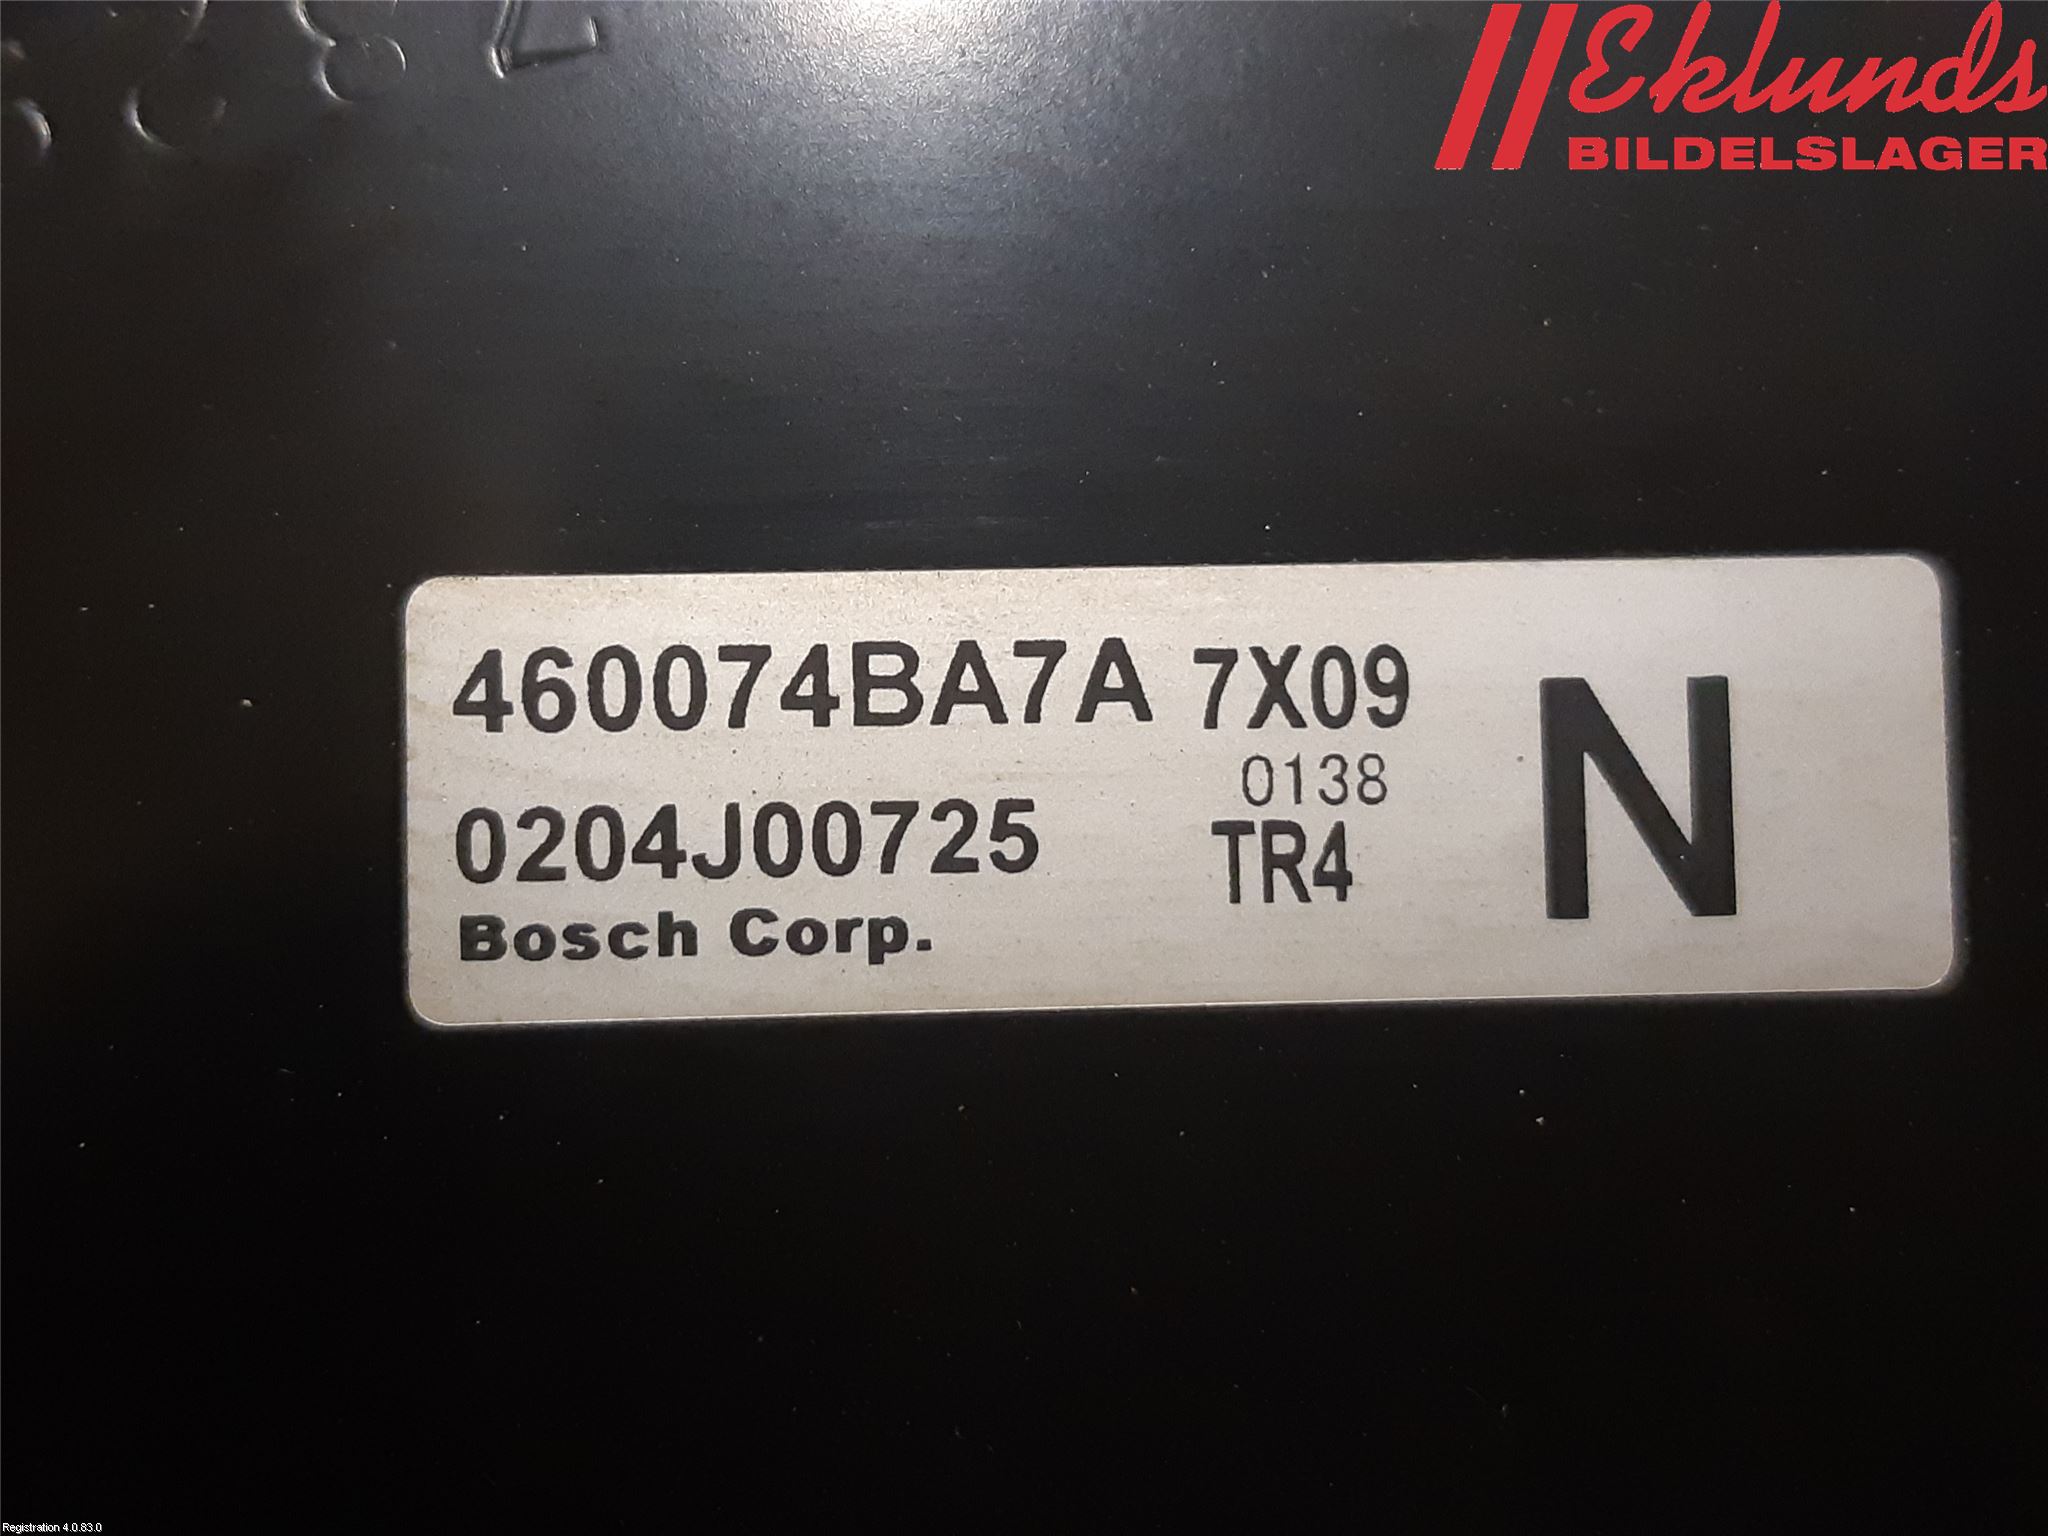 Eklunds
BILDELSLAGER
460074BA7A 7X09
0138
0204J00725 TR4
N
Bosch Corp.
Registration 4.0.83.0